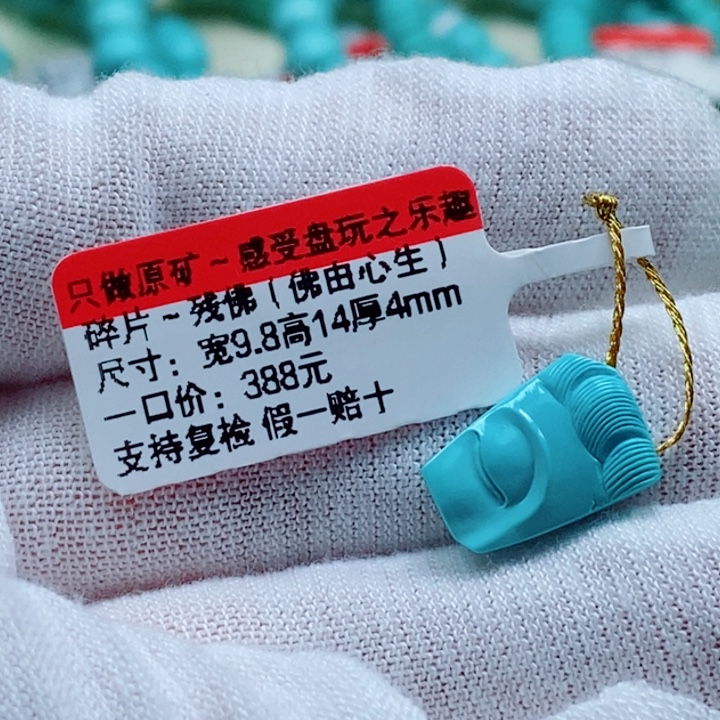 只做原矿~感受盘玩之乐趣
碎片~残佛(佛由心生)
尺寸:宽9.8高14厚4mm
一口价:388元
支持复检 假一赔十